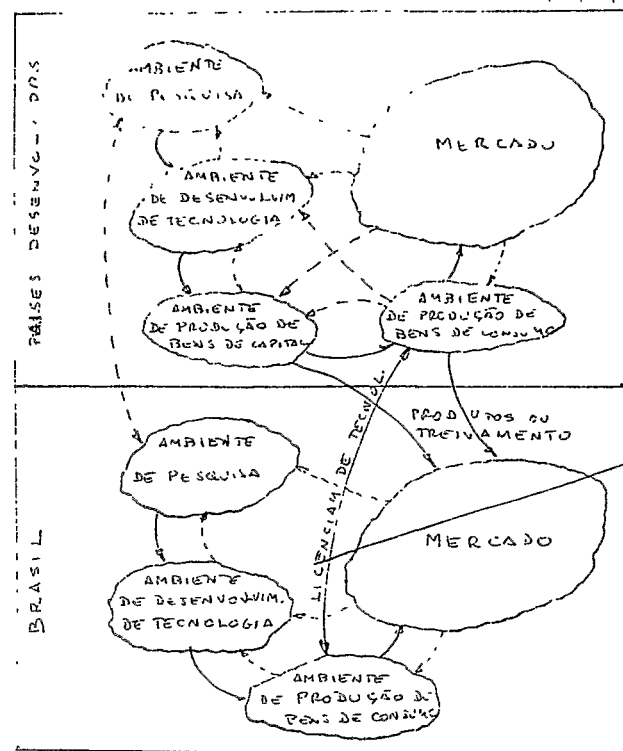 PAÍSES DESENVOLVIDOS
AMBIENTE
DE PESQUISA
MERCADO
AMBIENTE
DE DESENVOLVIM
DE TECNOLOGIA
AMBIENTE
DE PRODUÇÃO DE
BENS DE CAPITAL
AMBIENTE
DE PRODUÇÃO DE
BENS DE CONSUMO
BRASIL
LICENCIAM DE TECNOL.
PRODUTOS OU
TREINAMENTO
AMBIENTE
DE PESQUISA
MERCADO
AMBIENTE
DE DESENVOLVIM.
DE TECNOLOGIA
AMBIENTE
DE PRODUÇÃO DE
BENS DE CONSUMO